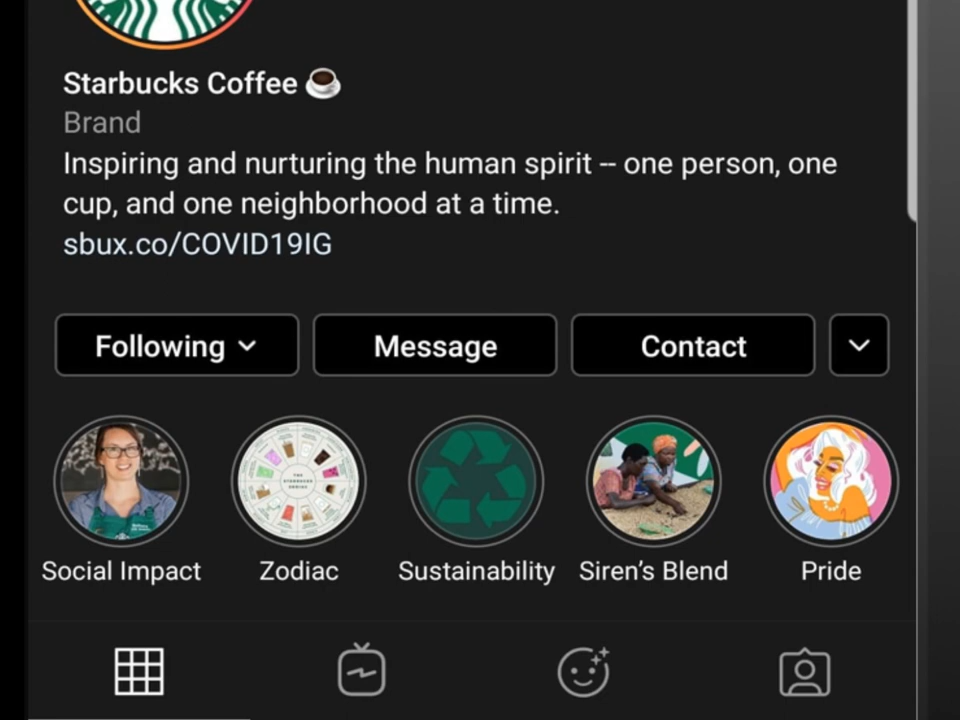 Starbucks Coffee ☕
Brand
Inspiring and nurturing the human spirit -- one person, one
cup, and one neighborhood at a time.
sbux.co/COVID19IG
Following
Message
Contact
Social Impact
Zodiac
Sustainability
Siren's Blend
Pride